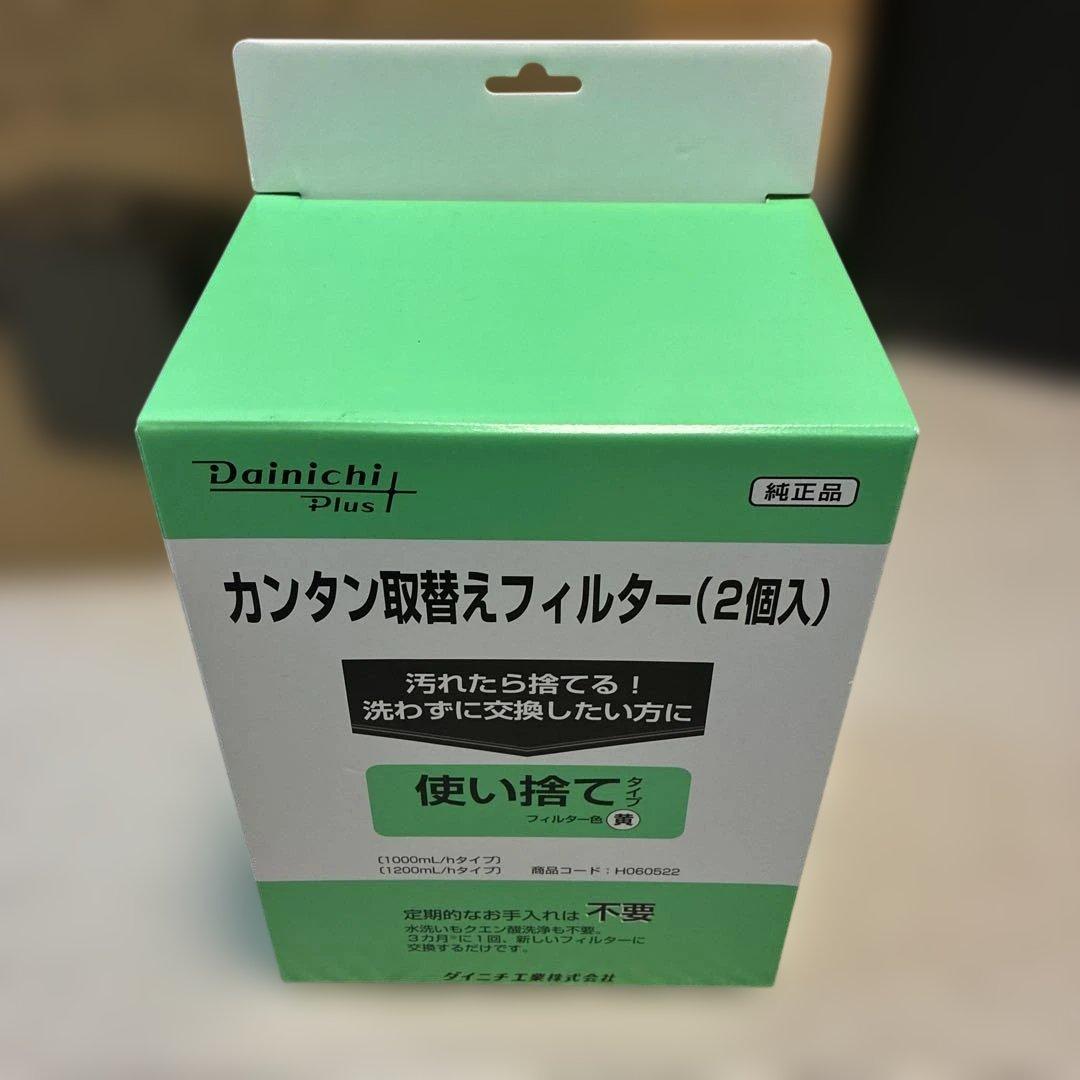 Dainichi
Plus
純正品
カンタン取替えフィルター(2個入)
汚れたら捨てる!
洗わずに交換したい方に
使い捨てタイプ
フィルター色 黄
〔1000mL/hタイプ〕
〔1200mL/hタイプ〕 商品コード:H060522
定期的なお手入れは 不要
水洗いもクエン酸洗浄も不要。
3カ月※に1回、新しいフィルターに
交換するだけです。
ダイニチ工業株式会社